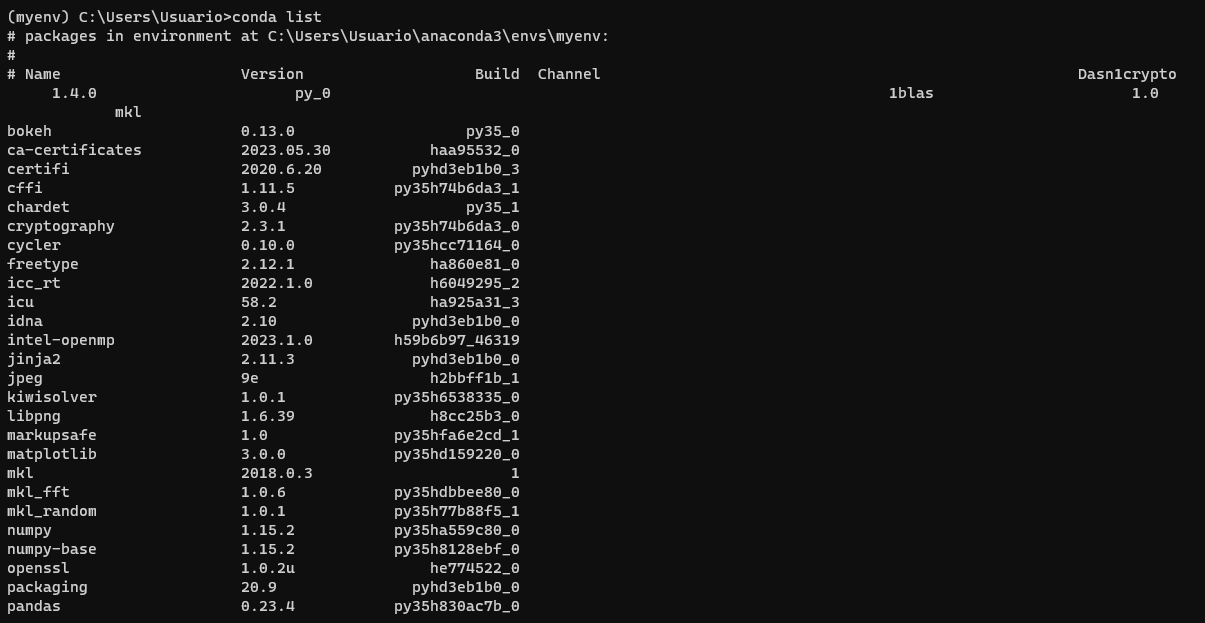 (myenv) C:\Users\Usuario>conda list
# packages in environment at C:\Users\Usuario\anaconda3\envs\myenv:
#
# Name                    Version                   Build  Channel                                                     Dasn1crypto
     1.4.0                      py_0                                                              1blas                      1.0
            mkl
bokeh                     0.13.0                   py35_0
ca-certificates           2023.05.30           haa95532_0
certifi                   2020.6.20          pyhd3eb1b0_3
cffi                      1.11.5           py35h74b6da3_1
chardet                   3.0.4                    py35_1
cryptography              2.3.1            py35h74b6da3_0
cycler                    0.10.0           py35hcc71164_0
freetype                  2.12.1               ha860e81_0
icc_rt                    2022.1.0             h6049295_2
icu                       58.2                 ha925a31_3
idna                      2.10               pyhd3eb1b0_0
intel-openmp              2023.1.0         h59b6b97_46319
jinja2                    2.11.3             pyhd3eb1b0_0
jpeg                      9e                   h2bbff1b_1
kiwisolver                1.0.1            py35h6538335_0
libpng                    1.6.39               h8cc25b3_0
markupsafe                1.0              py35hfa6e2cd_1
matplotlib                3.0.0            py35hd159220_0
mkl                       2018.0.3                      1
mkl_fft                   1.0.6            py35hdbbee80_0
mkl_random                1.0.1            py35h77b88f5_1
numpy                     1.15.2           py35ha559c80_0
numpy-base                1.15.2           py35h8128ebf_0
openssl                   1.0.2u               he774522_0
packaging                 20.9               pyhd3eb1b0_0
pandas                    0.23.4           py35h830ac7b_0